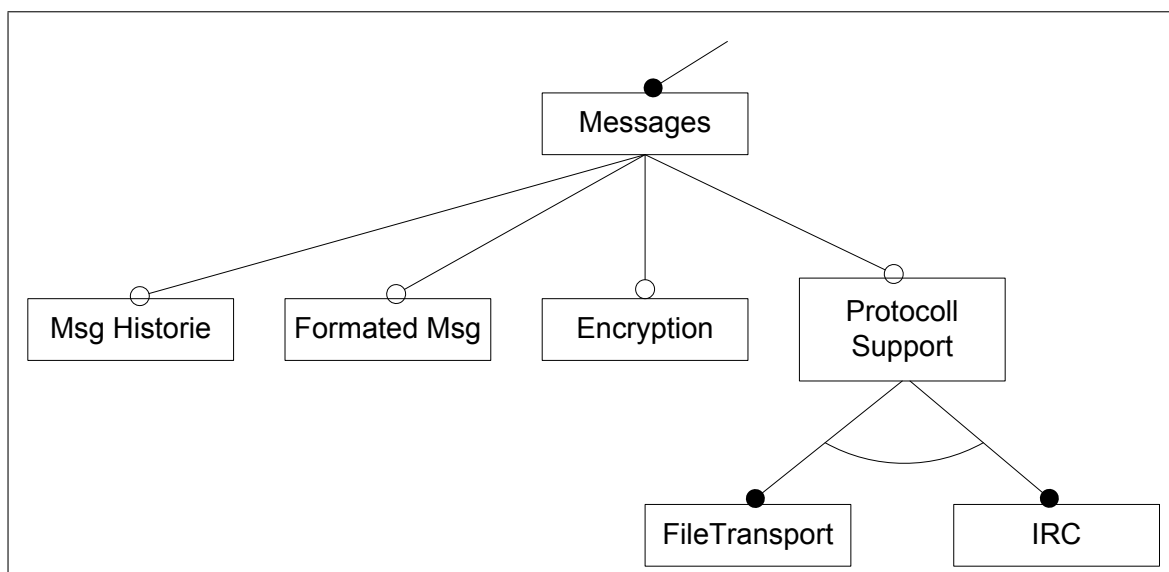 Messages
Msg Historie
Formated Msg
Encryption
Protocoll
Support
FileTransport
IRC